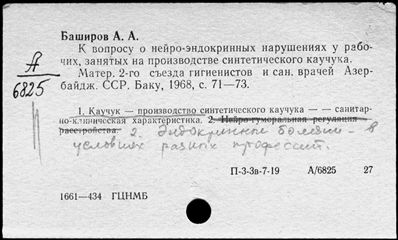 Баширов А. А.
К вопросу о нейро-эндокринных нарушениях у рабо-
чих, занятых на производстве синтетического каучука.
А
6825
Матер. 2-го съезда гигиенистов и сан. врачей Азер-
байдж. ССР. Баку, 1968, с. 71—73.
1. Каучук — производство синтетического каучука — — санитар-
но-клиническая характеристика. 2. Нейро-гуморальная регуляция —
расстройства. 2. Эндокринные болезни - в
условиях разных профессий.
П-3-3в-7-19 А/6825 27
1661—434 ГЦНМБ